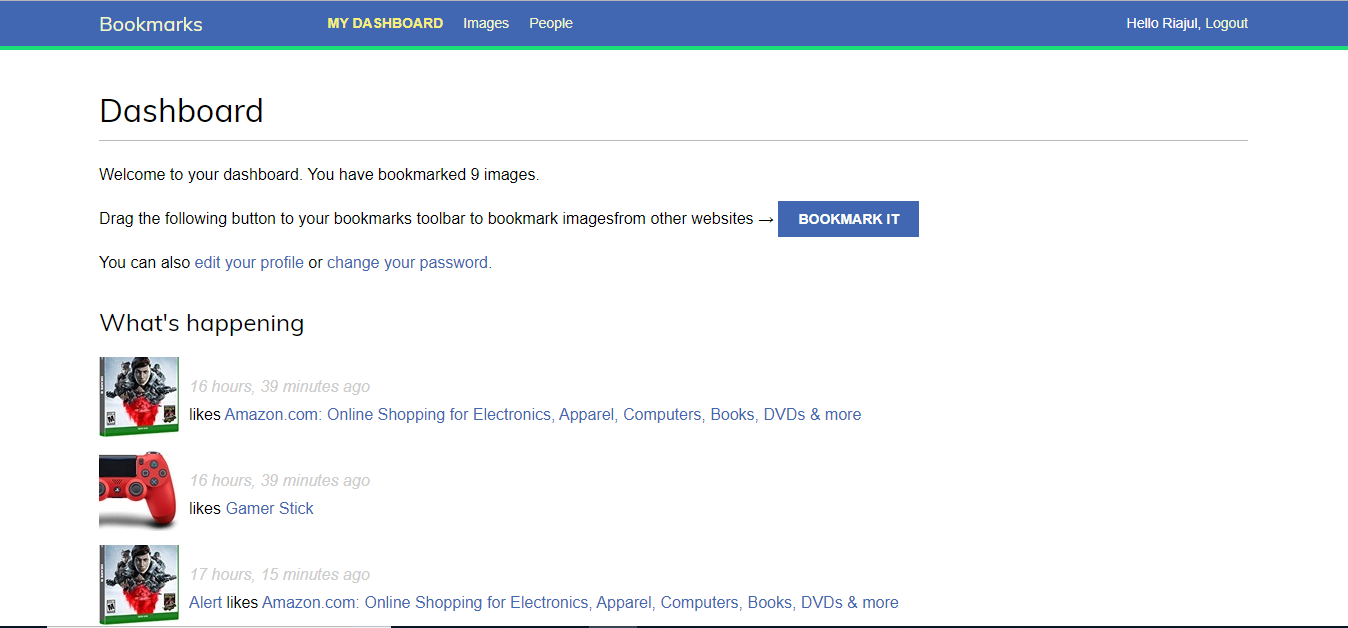 Bookmarks MY DASHBOARD Images People Hello Riajul, Logout
Dashboard
Welcome to your dashboard. You have bookmarked 9 images.
Drag the following button to your bookmarks toolbar to bookmark imagesfrom other websites → BOOKMARK IT
You can also edit your profile or change your password.
What's happening
16 hours, 39 minutes ago
likes Amazon.com: Online Shopping for Electronics, Apparel, Computers, Books, DVDs & more
16 hours, 39 minutes ago
likes Gamer Stick
17 hours, 15 minutes ago
Alert likes Amazon.com: Online Shopping for Electronics, Apparel, Computers, Books, DVDs & more